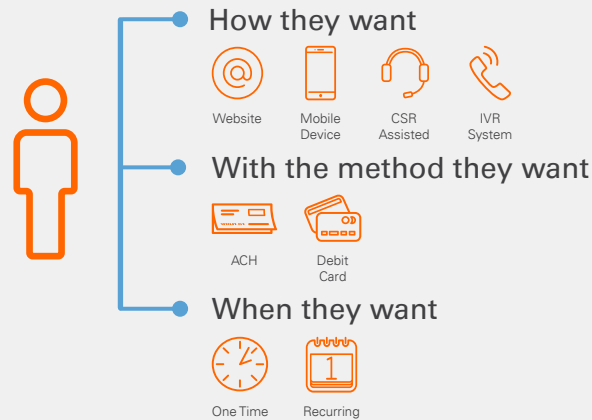 How they want
Website
Mobile
Device
CSR
Assisted
IVR
System
With the method they want
ACH
Debit
Card
When they want
1
One Time
Recurring